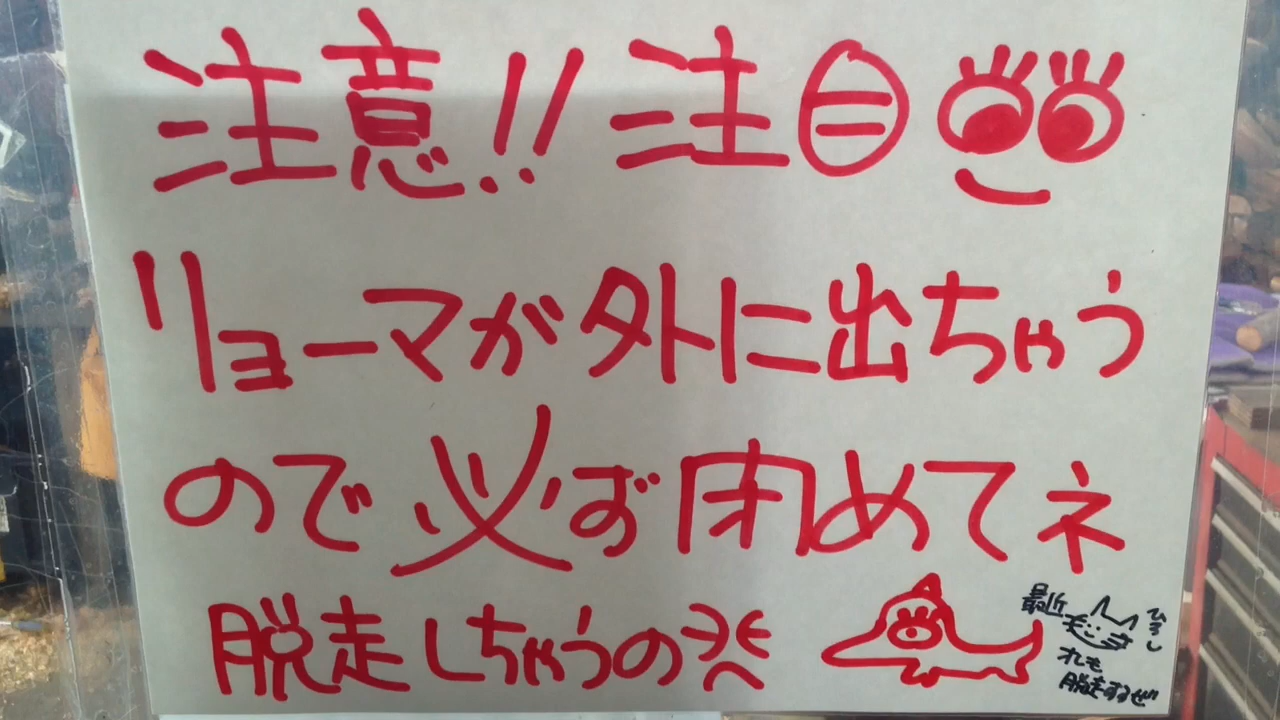 注意!! 注目
リョーマが外に出ちゃう
ので必ず閉めてネ
脱走しちゃうの
最近
ひろし
オレも
脱走するぜ